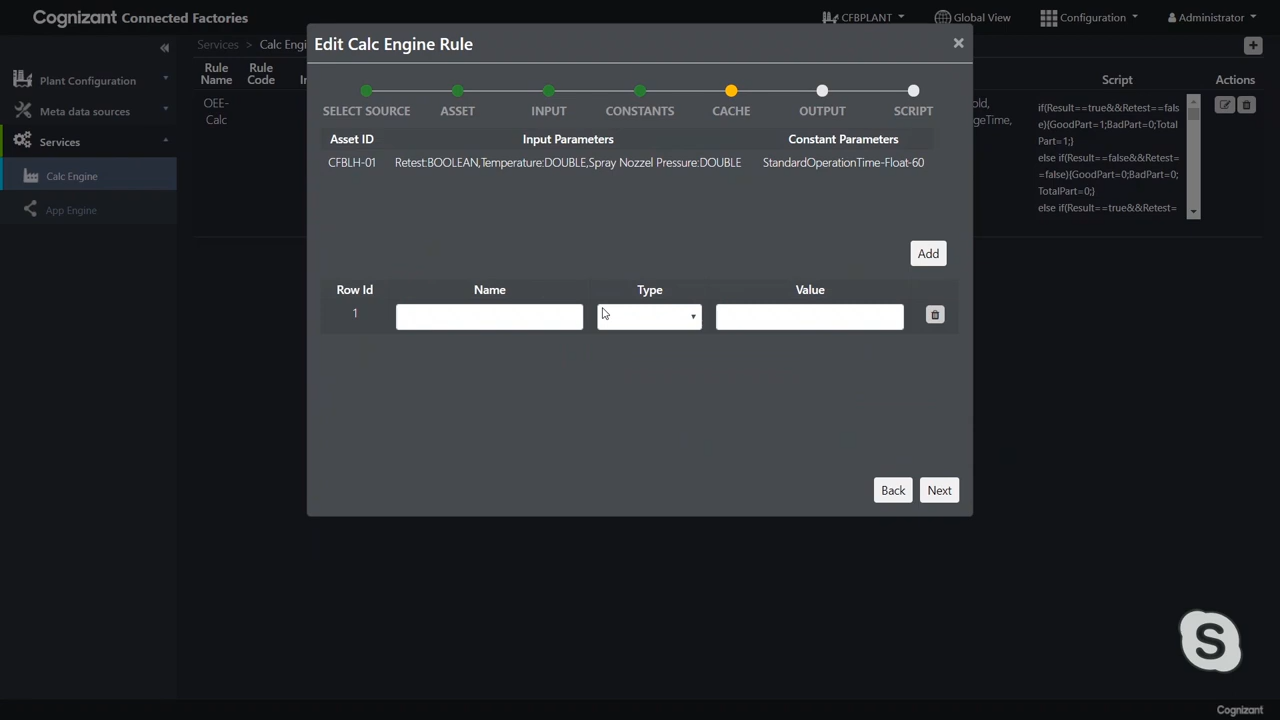 Cognizant Connected Factories
CFBPLANT
Global View
Configuration
Administrator
Services > Calc Engi
Edit Calc Engine Rule
×
Plant Configuration
Meta data sources
Services
Calc Engine
App Engine
Rule Name
Rule Code
OEE-
Calc
SELECT SOURCE
ASSET
INPUT
CONSTANTS
CACHE
OUTPUT
SCRIPT
Asset ID
Input Parameters
Constant Parameters
CFBLH-01
Retest:BOOLEAN,Temperature:DOUBLE,Spray Nozzel Pressure:DOUBLE
StandardOperationTime-Float-60
Add
Row Id
Name
Type
Value
1
Back
Next
Script
Actions
old,
geTime,
if(Result==true&&Retest==fals
e){GoodPart=1;BadPart=0;Total
Part=1;}
else if(Result==false&&Retest=
=false){GoodPart=0;BadPart=0;
TotalPart=0;}
else if(Result==true&&Retest=
S
Cognizant